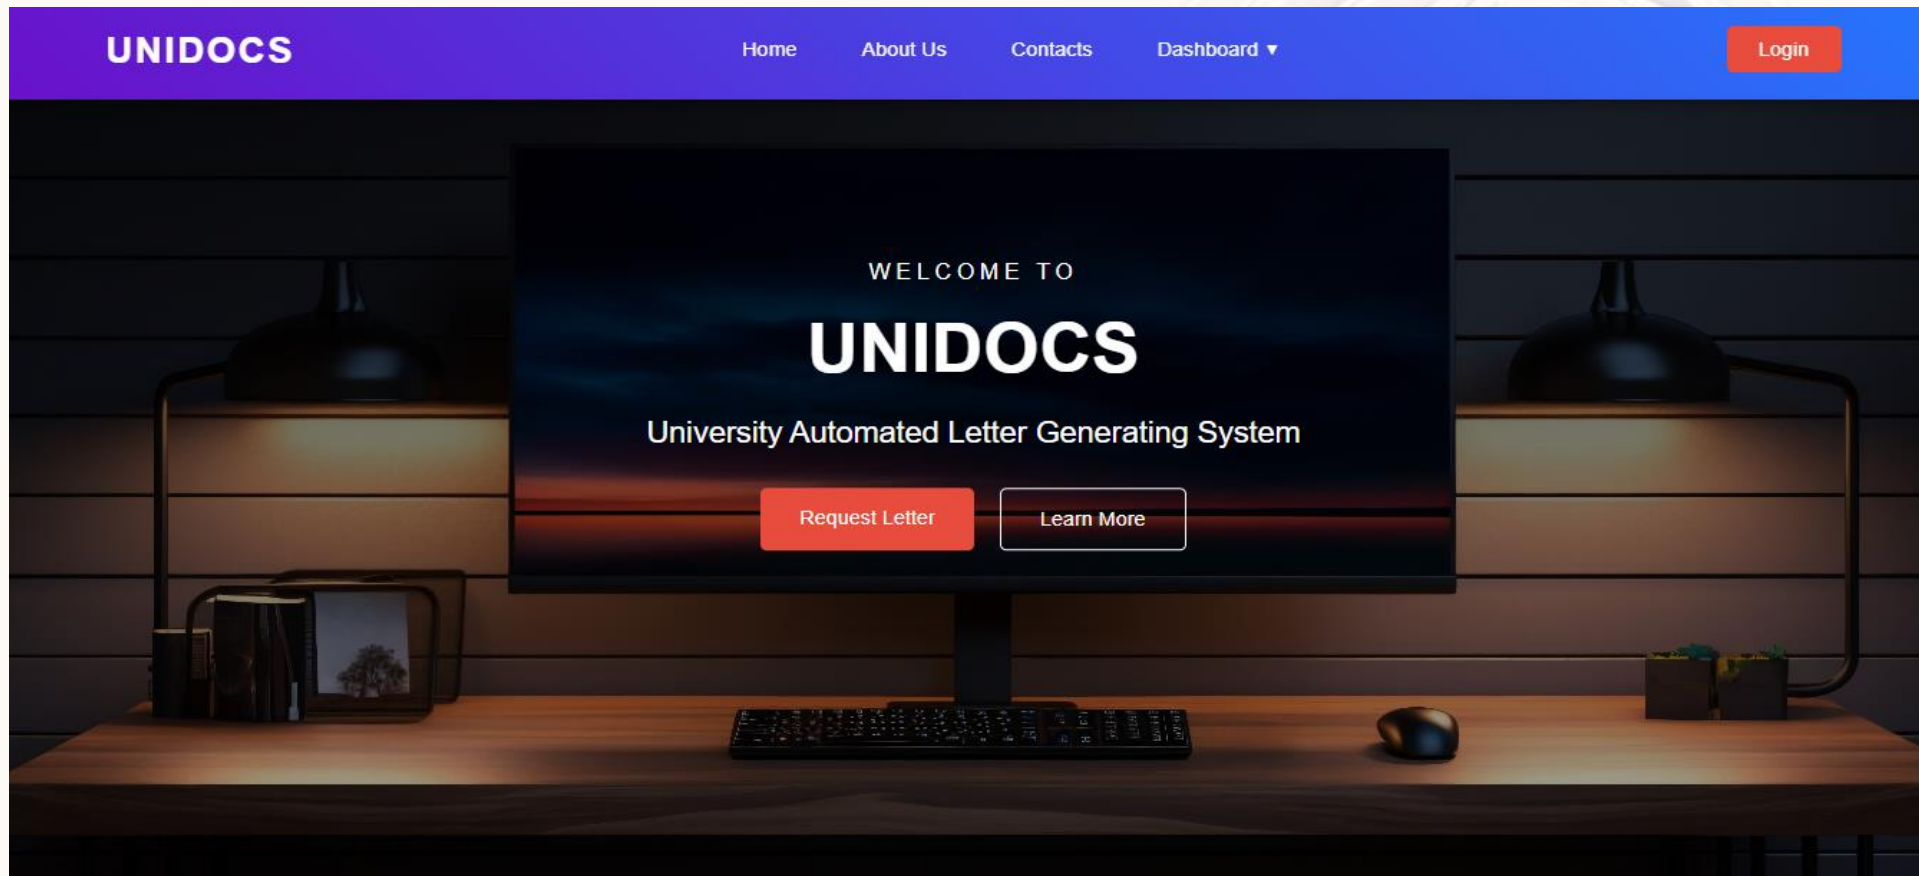 UNIDOCS
Home About Us Contacts Dashboard ▼ Login
WELCOME TO
UNIDOCS
University Automated Letter Generating System
Request Letter Learn More